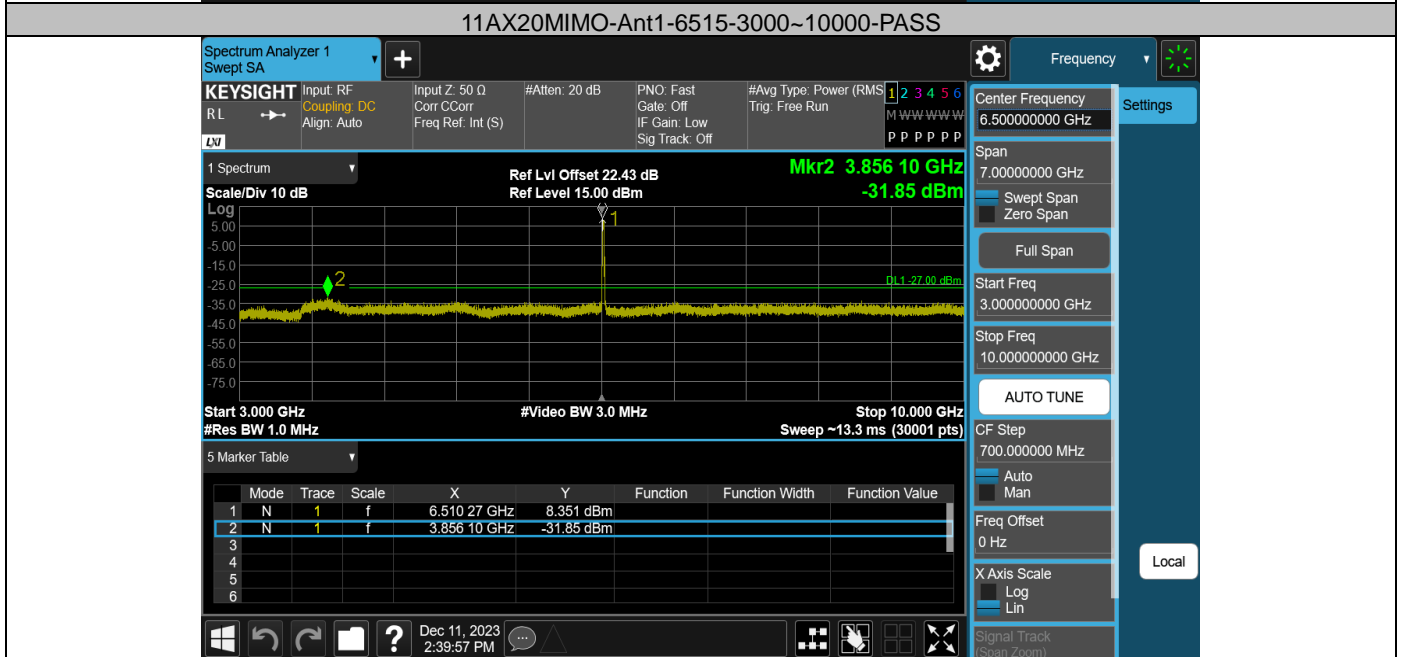 11AX20MIMO-Ant1-6515-3000~10000-PASS
Spectrum Analyzer 1
Swept SA
Frequency
KEYSIGHT
Input: RF
Coupling: DC
Align: Auto
Input Z: 50 Ω
Corr CCorr
Freq Ref: Int (S)
#Atten: 20 dB
PNO: Fast
Gate: Off
IF Gain: Low
Sig Track: Off
#Avg Type: Power (RMS
Trig: Free Run
1 2 3 4 5 6
M W W W W W
P P P P P P
R L
LXI
1 Spectrum
Scale/Div 10 dB
Ref Lvl Offset 22.43 dB
Ref Level 15.00 dBm
Mkr2 3.856 10 GHz
-31.85 dBm
Log
5.00
-5.00
-15.0
-25.0
-35.0
-45.0
-55.0
-65.0
-75.0
1
2
DL1 -27.00 dBm
Start 3.000 GHz
#Res BW 1.0 MHz
#Video BW 3.0 MHz
Stop 10.000 GHz
Sweep ~13.3 ms (30001 pts)
5 Marker Table
Mode Trace Scale X Y Function Function Width Function Value
1 N 1 f 6.510 27 GHz 8.351 dBm
2 N 1 f 3.856 10 GHz -31.85 dBm
3
4
5
6
Dec 11, 2023
2:39:57 PM
Center Frequency
6.500000000 GHz
Settings
Span
7.00000000 GHz
Swept Span
Zero Span
Full Span
Start Freq
3.000000000 GHz
Stop Freq
10.000000000 GHz
AUTO TUNE
CF Step
700.000000 MHz
Auto
Man
Freq Offset
0 Hz
Local
X Axis Scale
Log
Lin
Signal Track
(Span Zoom)